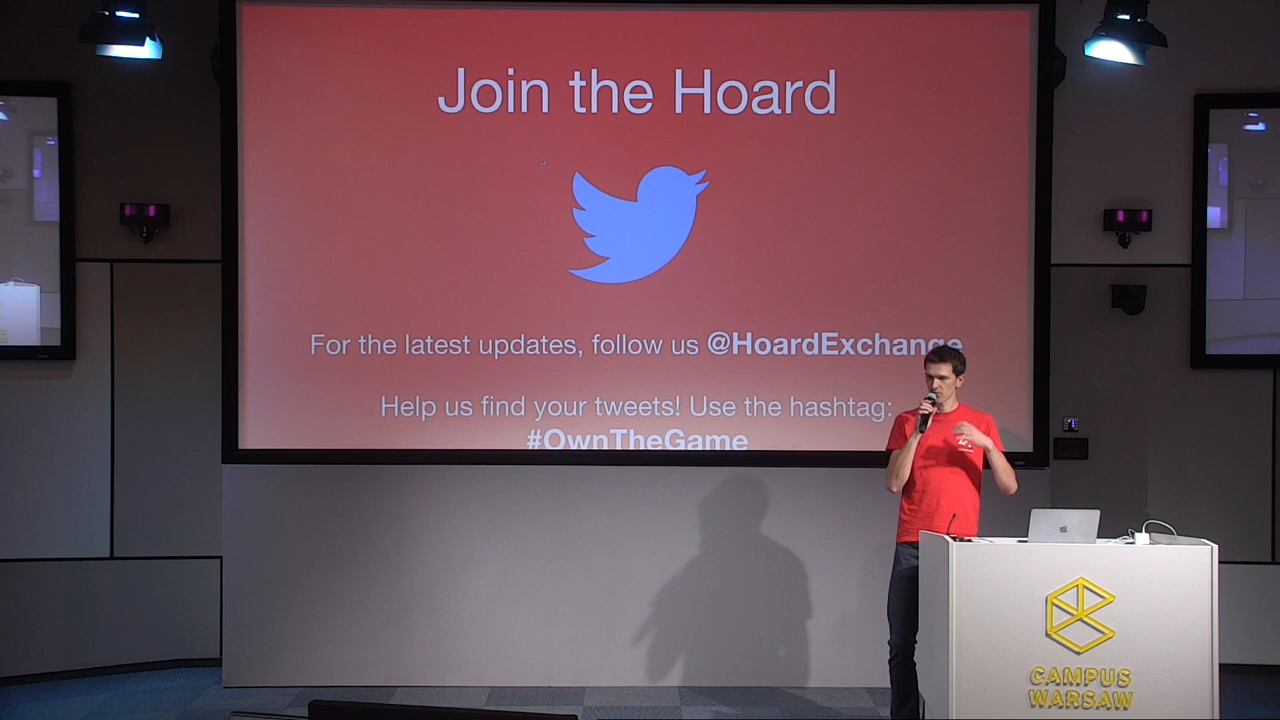 Join the Hoard
For the latest updates, follow us @HoardExchange
Help us find your tweets! Use the hashtag:
#OwnTheGame
CAMPUS
WARSAW